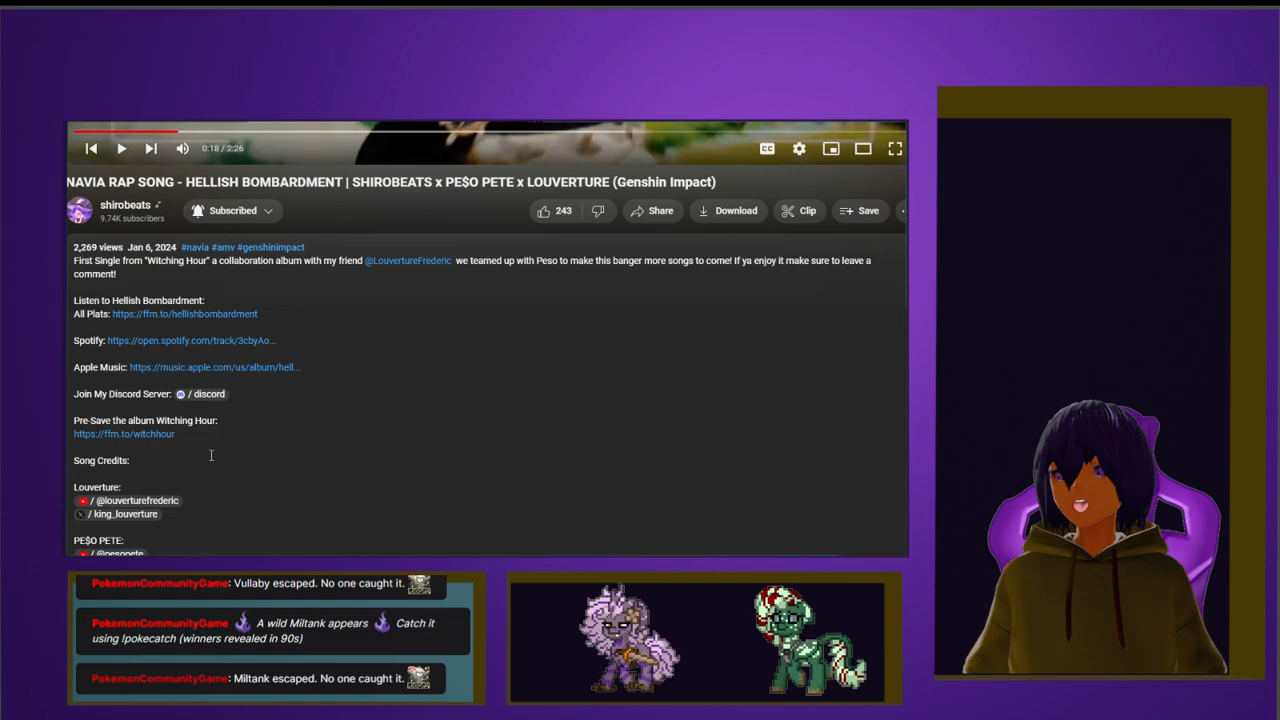 0:18 / 2:26
CC
NAVIA RAP SONG - HELLISH BOMBARDMENT | SHIROBEATS x PE$O PETE x LOUVERTURE (Genshin Impact)
shirobeats
9.74K subscribers
Subscribed
243
Share
Download
Clip
Save
2,269 views Jan 6, 2024 #navia #amv #genshinimpact
First Single from "Witching Hour" a collaboration album with my friend @LouvertureFrederic we teamed up with Peso to make this banger more songs to come! If ya enjoy it make sure to leave a
comment!
Listen to Hellish Bombardment:
All Plats: https://ffm.to/hellishbombardment
Spotify: https://open.spotify.com/track/3cbyAo...
Apple Music: https://music.apple.com/us/album/hell...
Join My Discord Server: / discord
Pre-Save the album Witching Hour:
https://ffm.to/witchhour
Song Credits:
Louverture:
/ @louverturefrederic
/ king_louverture
PE$O PETE:
/ @pesopete
PokemonCommunityGame: Vullaby escaped. No one caught it.
PokemonCommunityGame A wild Miltank appears Catch it
using !pokecatch (winners revealed in 90s)
PokemonCommunityGame: Miltank escaped. No one caught it.